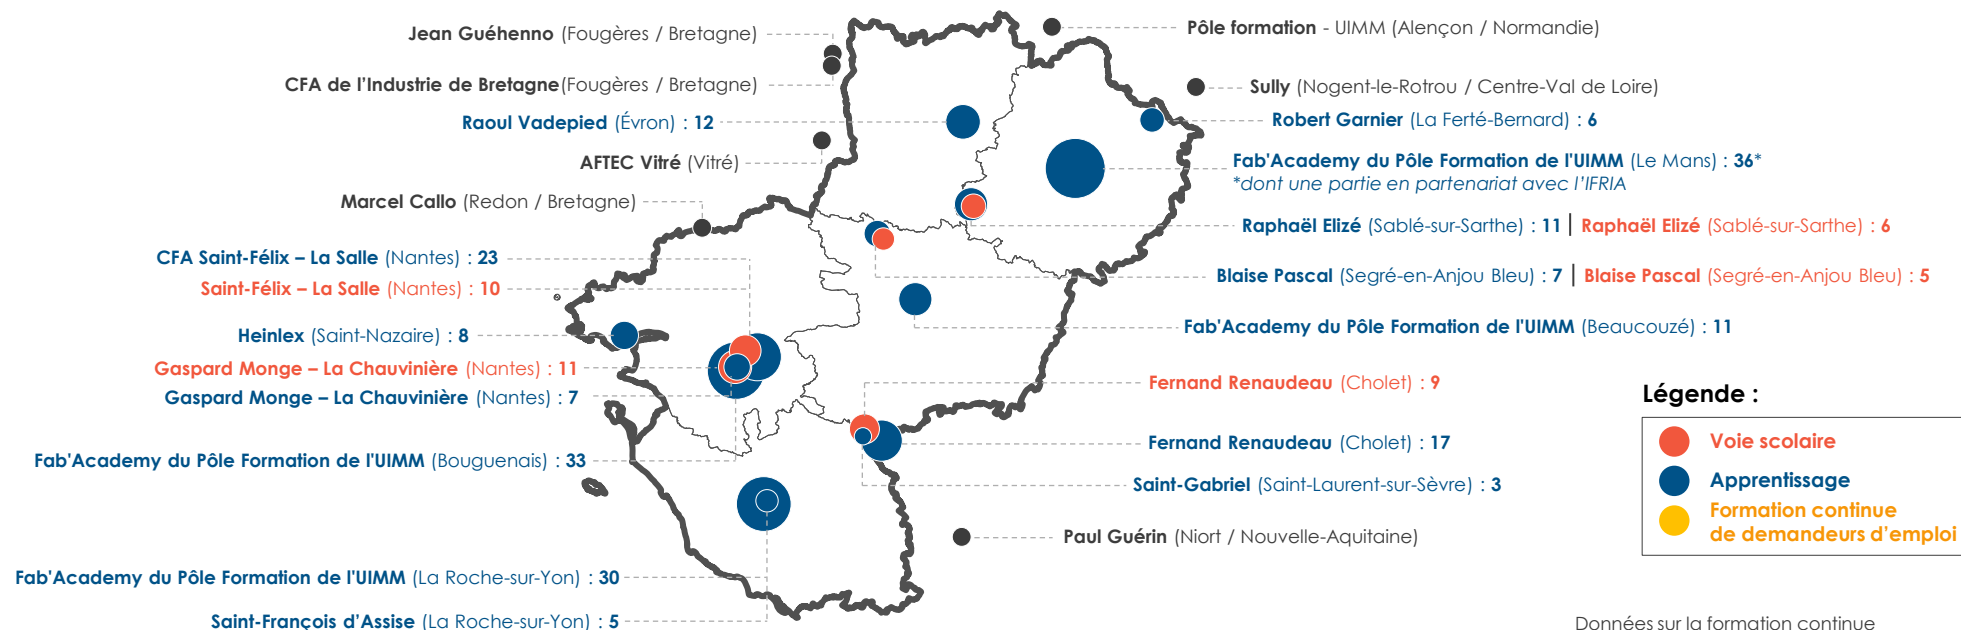 Jean Guéhenno (Fougères / Bretagne)
CFA de l'Industrie de Bretagne(Fougères / Bretagne)
Raoul Vadepied (Évron) : 12
AFTEC Vitré (Vitré)
Marcel Callo (Redon / Bretagne)
CFA Saint-Félix – La Salle (Nantes) : 23
Saint-Félix – La Salle (Nantes) : 10
Heinlex (Saint-Nazaire) : 8
Gaspard Monge – La Chauvinière (Nantes) : 11
Gaspard Monge – La Chauvinière (Nantes) : 7
Fab'Academy du Pôle Formation de l'UIMM (Bouguenais) : 33
Fab'Academy du Pôle Formation de l'UIMM (La Roche-sur-Yon) : 30
Saint-François d'Assise (La Roche-sur-Yon) : 5
Pôle formation - UIMM (Alençon / Normandie)
Sully (Nogent-le-Rotrou / Centre-Val de Loire)
Robert Garnier (La Ferté-Bernard) : 6
Fab'Academy du Pôle Formation de l'UIMM (Le Mans) : 36*
*dont une partie en partenariat avec l'IFRIA
Raphaël Elizé (Sablé-sur-Sarthe) : 11 | Raphaël Elizé (Sablé-sur-Sarthe) : 6
Blaise Pascal (Segré-en-Anjou Bleu) : 7 | Blaise Pascal (Segré-en-Anjou Bleu) : 5
Fab'Academy du Pôle Formation de l'UIMM (Beaucouzé) : 11
Fernand Renaudeau (Cholet) : 9
Fernand Renaudeau (Cholet) : 17
Saint-Gabriel (Saint-Laurent-sur-Sèvre) : 3
Paul Guérin (Niort / Nouvelle-Aquitaine)
Légende :
Voie scolaire
Apprentissage
Formation continue
de demandeurs d'emploi
Données sur la formation continue